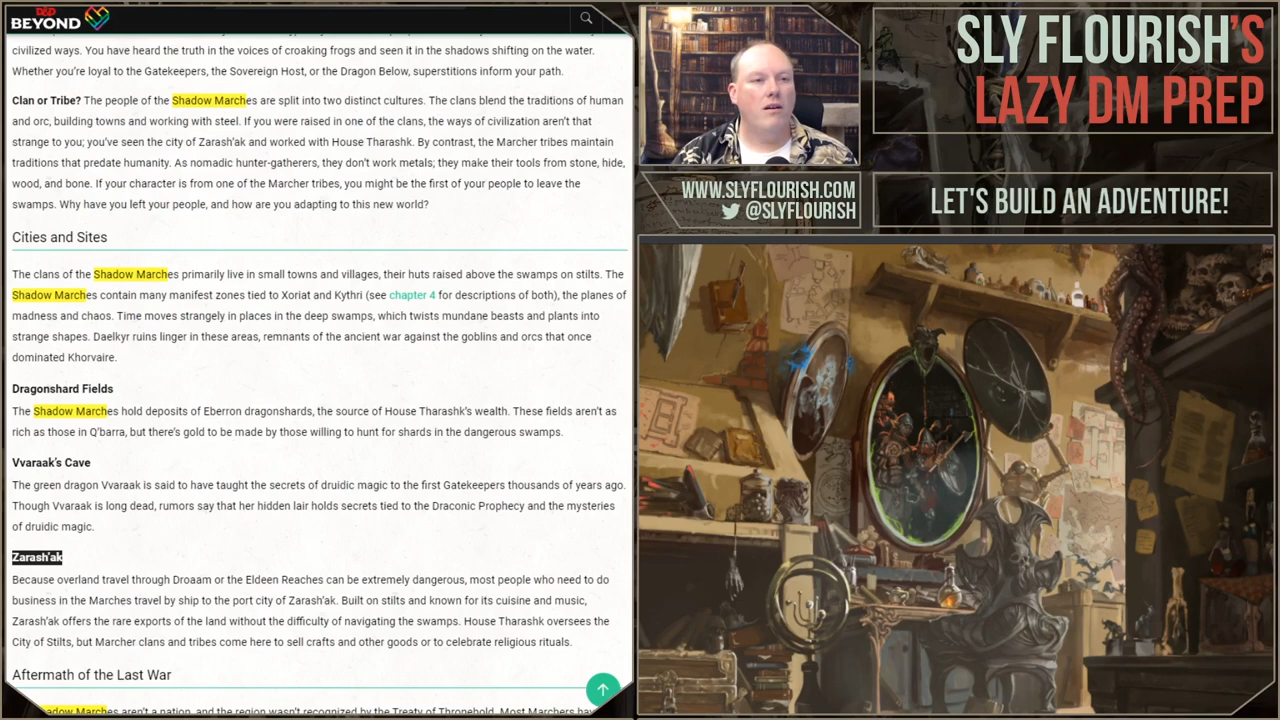 D&D
BEYOND
civilized ways. You have heard the truth in the voices of croaking frogs and seen it in the shadows shifting on the water.
Whether you're loyal to the Gatekeepers, the Sovereign Host, or the Dragon Below, superstitions inform your path.
Clan or Tribe? The people of the Shadow Marches are split into two distinct cultures. The clans blend the traditions of human
and orc, building towns and working with steel. If you were raised in one of the clans, the ways of civilization aren't that
strange to you; you've seen the city of Zarash'ak and worked with House Tharashk. By contrast, the Marcher tribes maintain
traditions that predate humanity. As nomadic hunter-gatherers, they don't work metals; they make their tools from stone, hide,
wood, and bone. If your character is from one of the Marcher tribes, you might be the first of your people to leave the
swamps. Why have you left your people, and how are you adapting to this new world?
Cities and Sites
The clans of the Shadow Marches primarily live in small towns and villages, their huts raised above the swamps on stilts. The
Shadow Marches contain many manifest zones tied to Xoriat and Kythri (see chapter 4 for descriptions of both), the planes of
madness and chaos. Time moves strangely in places in the deep swamps, which twists mundane beasts and plants into
strange shapes. Daelkyr ruins linger in these areas, remnants of the ancient war against the goblins and orcs that once
dominated Khorvaire.
Dragonshard Fields
The Shadow Marches hold deposits of Eberron dragonshards, the source of House Tharashk's wealth. These fields aren't as
rich as those in Q'barra, but there's gold to be made by those willing to hunt for shards in the dangerous swamps.
Vvaraak's Cave
The green dragon Vvaraak is said to have taught the secrets of druidic magic to the first Gatekeepers thousands of years ago.
Though Vvaraak is long dead, rumors say that her hidden lair holds secrets tied to the Draconic Prophecy and the mysteries
of druidic magic.
Zarash'ak
Because overland travel through Droaam or the Eldeen Reaches can be extremely dangerous, most people who need to do
business in the Marches travel by ship to the port city of Zarash'ak. Built on stilts and known for its cuisine and music,
Zarash'ak offers the rare exports of the land without the difficulty of navigating the swamps. House Tharashk oversees the
City of Stilts, but Marcher clans and tribes come here to sell crafts and other goods or to celebrate religious rituals.
Aftermath of the Last War
Shadow Marches aren't a nation, and the region wasn't recognized by the Treaty of Thronehold. Most Marchers
SLY FLOURISH'S
LAZY DM PREP
WWW.SLYFLOURISH.COM
@SLYFLOURISH
LET'S BUILD AN ADVENTURE!